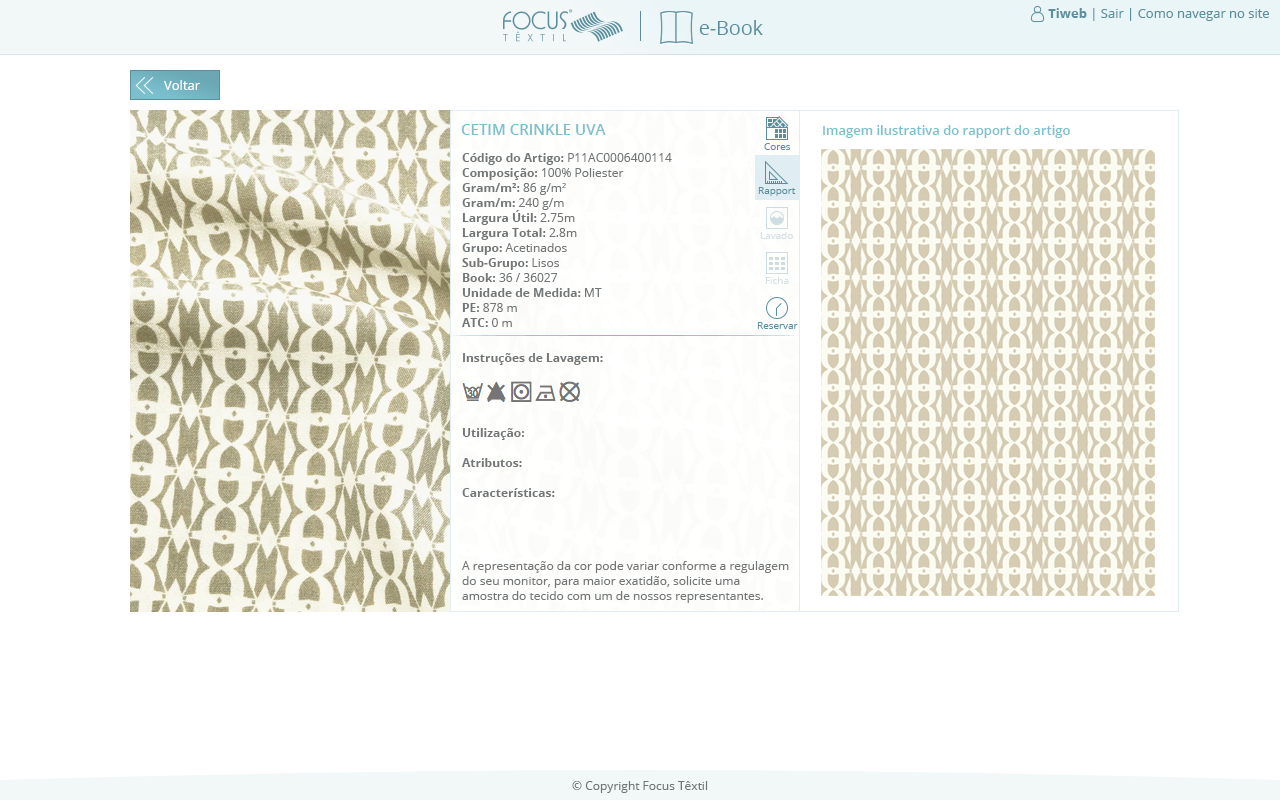 FOCUS
TÊXTIL
e-Book
Tiweb | Sair | Como navegar no site
Voltar
CETIM CRINKLE UVA
Código do Artigo: P11AC0006400114
Composição: 100% Poliester
Gram/m²: 86 g/m²
Gram/m: 240 g/m
Largura Útil: 2.75m
Largura Total: 2.8m
Grupo: Acetinados
Sub-Grupo: Lisos
Book: 36 / 36027
Unidade de Medida: MT
PE: 878 m
ATC: 0 m
Cores
Rapport
Lavado
Ficha
Reservar
Instruções de Lavagem:
30
Utilização:
Atributos:
Características:
A representação da cor pode variar conforme a regulagem
do seu monitor, para maior exatidão, solicite uma
amostra do tecido com um de nossos representantes.
Imagem ilustrativa do rapport do artigo
© Copyright Focus Têxtil